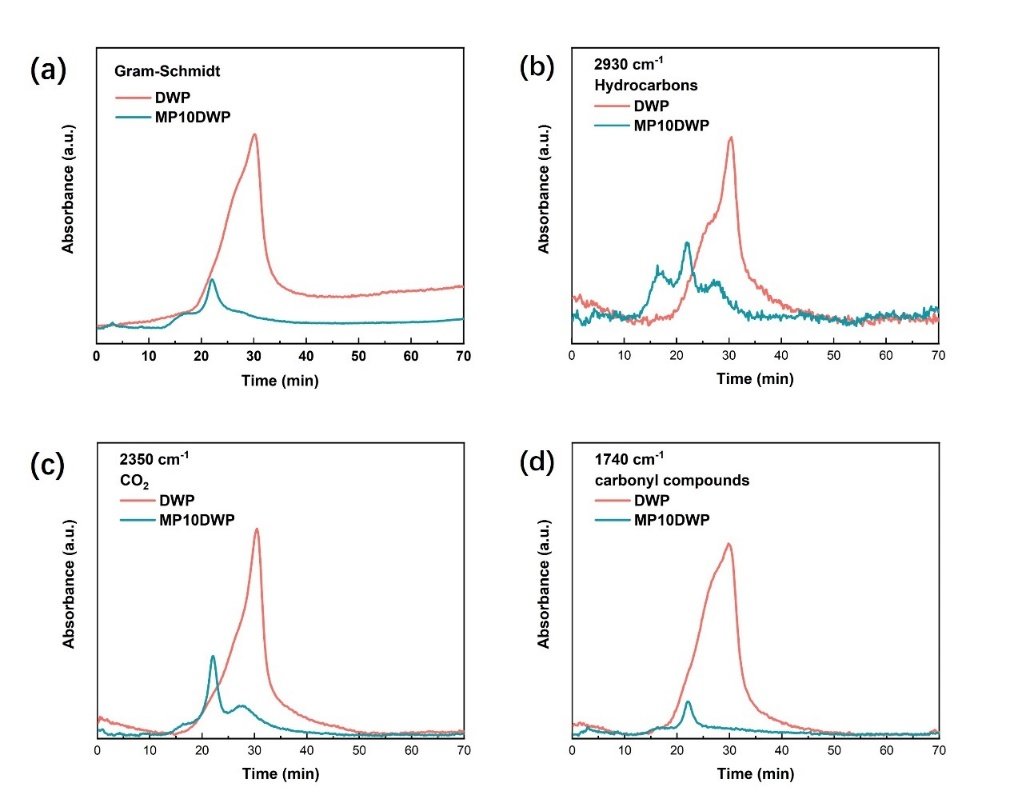 (a)
Gram-Schmidt
DWP
MP10DWP
Absorbance (a.u.)
0 10 20 30 40 50 60 70
Time (min)
(b)
2930 cm⁻¹
Hydrocarbons
DWP
MP10DWP
Absorbance (a.u.)
0 10 20 30 40 50 60 70
Time (min)
(c)
2350 cm⁻¹
CO₂
DWP
MP10DWP
Absorbance (a.u.)
0 10 20 30 40 50 60 70
Time (min)
(d)
1740 cm⁻¹
carbonyl compounds
DWP
MP10DWP
Absorbance (a.u.)
0 10 20 30 40 50 60 70
Time (min)